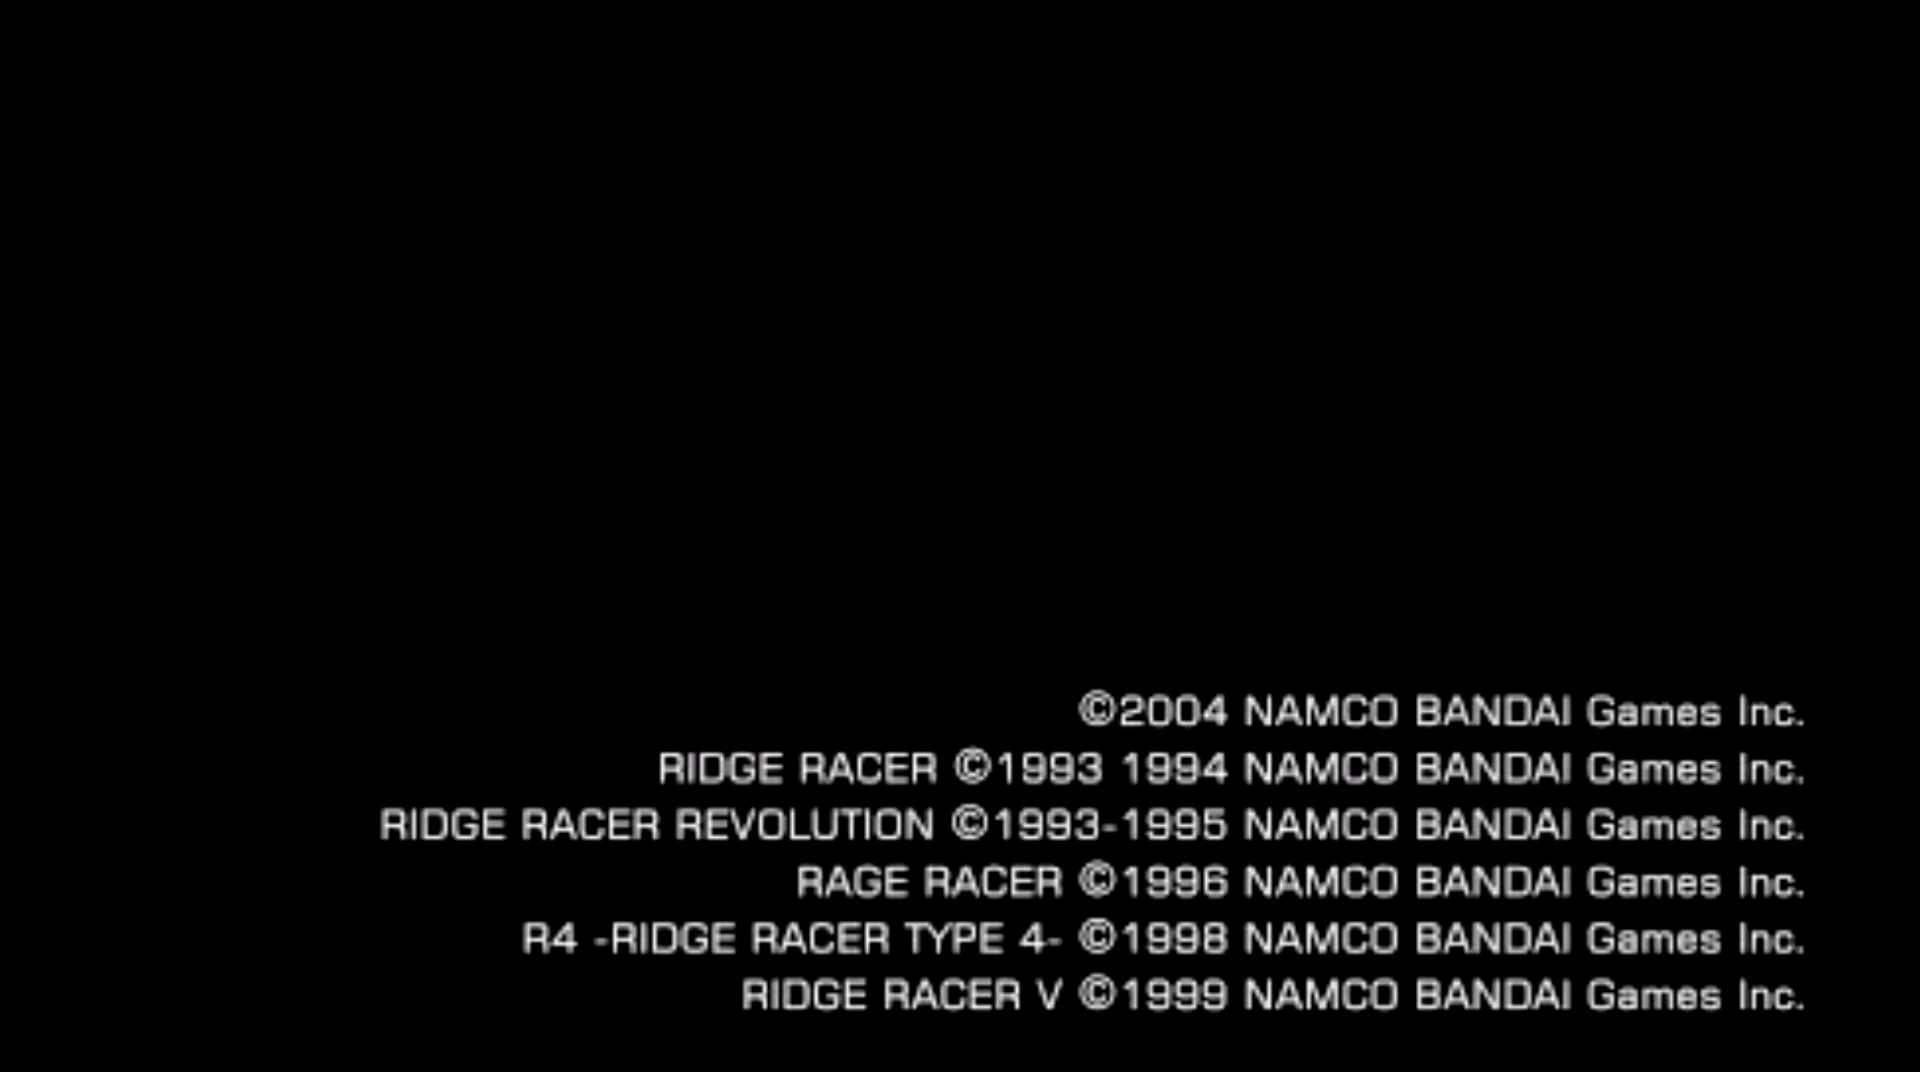 ©2004 NAMCO BANDAI Games Inc.
RIDGE RACER ©1993 1994 NAMCO BANDAI Games Inc.
RIDGE RACER REVOLUTION ©1993-1995 NAMCO BANDAI Games Inc.
RAGE RACER ©1996 NAMCO BANDAI Games Inc.
R4 -RIDGE RACER TYPE 4- ©1998 NAMCO BANDAI Games Inc.
RIDGE RACER V ©1999 NAMCO BANDAI Games Inc.